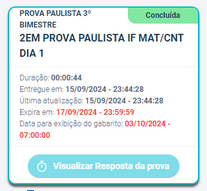 PROVA PAULISTA 3º
BIMESTRE
Concluída
2EM PROVA PAULISTA IF MAT/CNT
DIA 1
Duração: 00:00:44
Entregue em: 15/09/2024 - 23:44:28
Última atualização: 15/09/2024 - 23:44:28
Expira em: 17/09/2024 - 23:59:59
Data para exibição do gabarito: 03/10/2024 -
07:00:00
Visualizar Resposta da prova